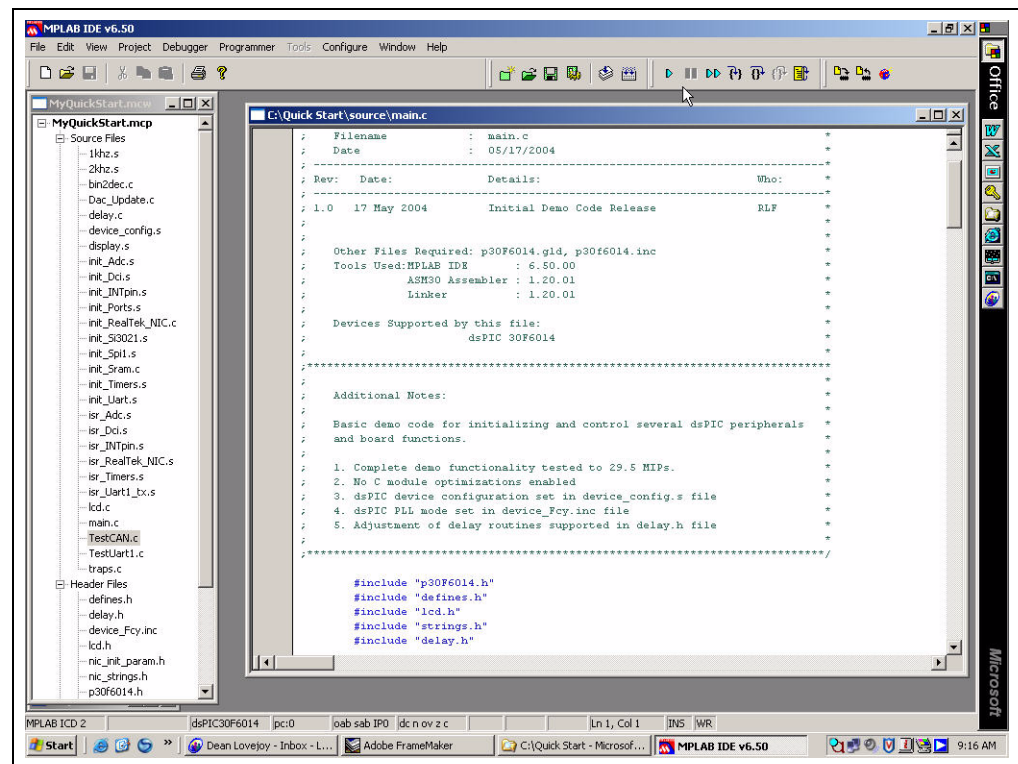 MPLAB IDE v6.50
File Edit View Project Debugger Programmer Tools Configure Window Help
MyQuickStart.mcw
MyQuickStart.mcp
Source Files
1khz.s
2khz.s
bin2dec.c
Dac_Update.c
delay.c
device_config.s
display.s
init_Adc.s
init_Dci.s
init_INTpin.s
init_Ports.s
init_RealTek_NIC.c
init_Si3021.s
init_Spi1.s
init_Sram.c
init_Timers.s
init_Uart.s
isr_Adc.s
isr_Dci.s
isr_INTpin.s
isr_RealTek_NIC.s
isr_Timers.s
isr_Uart1_tx.s
lcd.c
main.c
TestCAN.c
TestUart1.c
traps.c
Header Files
defines.h
delay.h
device_Fcy.inc
lcd.h
nic_init_param.h
nic_strings.h
p30f6014.h
C:\Quick Start\source\main.c
; Filename : main.c *
; Date : 05/17/2004 *
; -----------------------------------------------------------------------------*
; Rev: Date: Details: Who: *
; -----------------------------------------------------------------------------*
; 1.0 17 May 2004 Initial Demo Code Release RLF *
; *
; *
; Other Files Required: p30F6014.gld, p30f6014.inc *
; Tools Used:MPLAB IDE : 6.50.00 *
; ASM30 Assembler : 1.20.01 *
; Linker : 1.20.01 *
; *
; Devices Supported by this file: *
; dsPIC 30F6014 *
; *
;******************************************************************************
; *
; Additional Notes: *
; *
; Basic demo code for initializing and control several dsPIC peripherals *
; and board functions. *
; *
; 1. Complete demo functionality tested to 29.5 MIPs. *
; 2. No C module optimizations enabled *
; 3. dsPIC device configuration set in device_config.s file *
; 4. dsPIC PLL mode set in device_Fcy.inc file *
; 5. Adjustment of delay routines supported in delay.h file *
; *
;*****************************************************************************/
#include "p30F6014.h"
#include "defines.h"
#include "lcd.h"
#include "strings.h"
#include "delay.h"
Office
Microsoft
MPLAB ICD 2 dsPIC30F6014 pc:0 oab sab IP0 dc n ov z c Ln 1, Col 1 INS WR
Start » Dean Lovejoy - Inbox - L... Adobe FrameMaker C:\Quick Start - Microsof... MPLAB IDE v6.50 9:16 AM